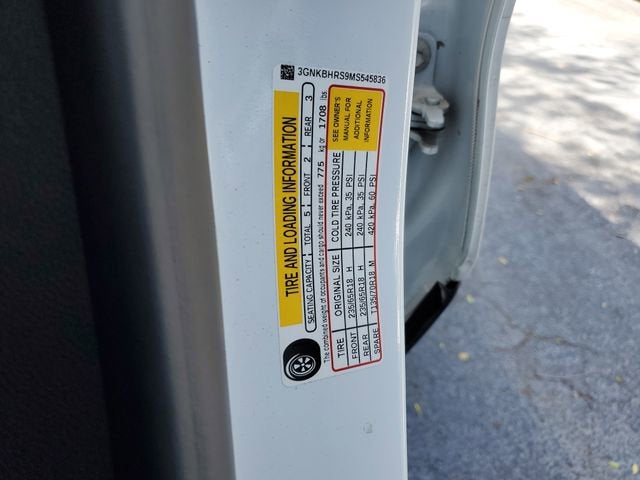 3GNKBHRS9MS545836
TIRE AND LOADING INFORMATION
SEATING CAPACITY TOTAL 5 FRONT 2 REAR 3
The combined weight of occupants and cargo should never exceed 775 kg or 1708 lbs
TIRE ORIGINAL SIZE COLD TIRE PRESSURE
FRONT 235/65R18 H 240 kPa, 35 PSI
REAR 235/65R18 H 240 kPa, 35 PSI
SPARE T135/70R18 M 420 kPa, 60 PSI
SEE OWNER'S
MANUAL FOR
ADDITIONAL
INFORMATION